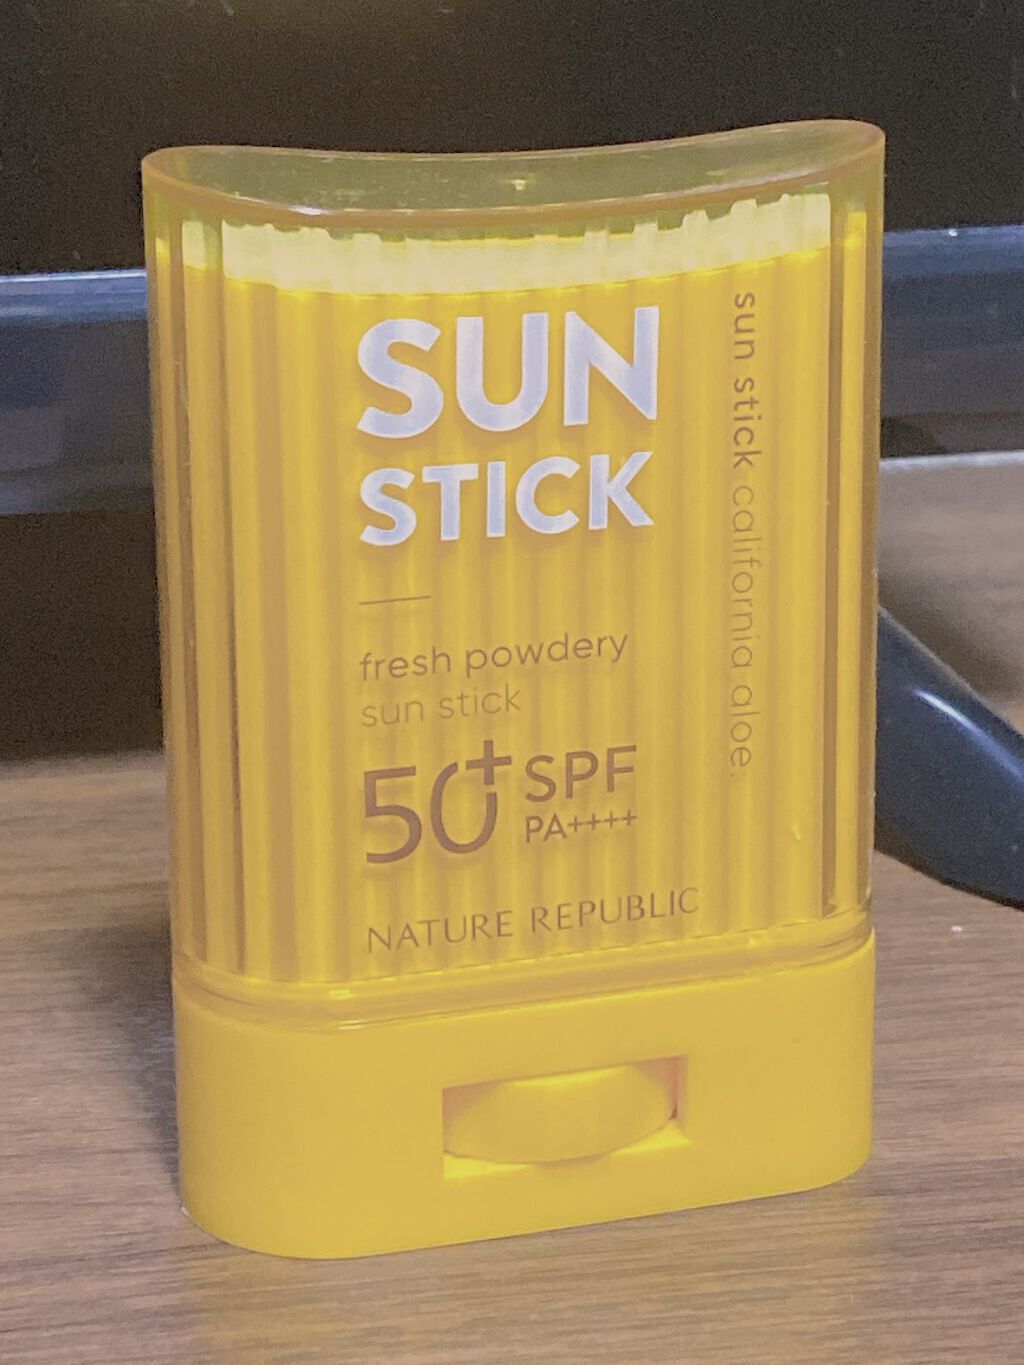 SUN
STICK
fresh powdery
sun stick
50+ SPF
PA++++
NATURE REPUBLIC
sun stick california aloe.